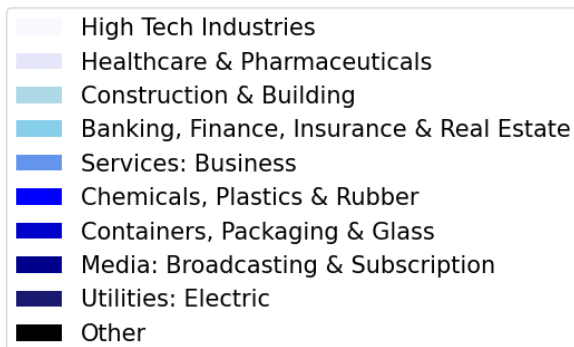 High Tech Industries
Healthcare & Pharmaceuticals
Construction & Building
Banking, Finance, Insurance & Real Estate
Services: Business
Chemicals, Plastics & Rubber
Containers, Packaging & Glass
Media: Broadcasting & Subscription
Utilities: Electric
Other